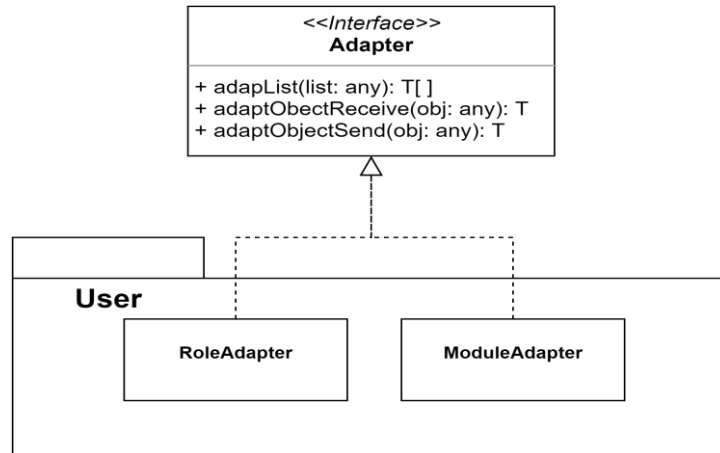 <<Interface>>
Adapter
+ adapList(list: any): T[ ]
+ adaptObectReceive(obj: any): T
+ adaptObjectSend(obj: any): T
User
RoleAdapter
ModuleAdapter